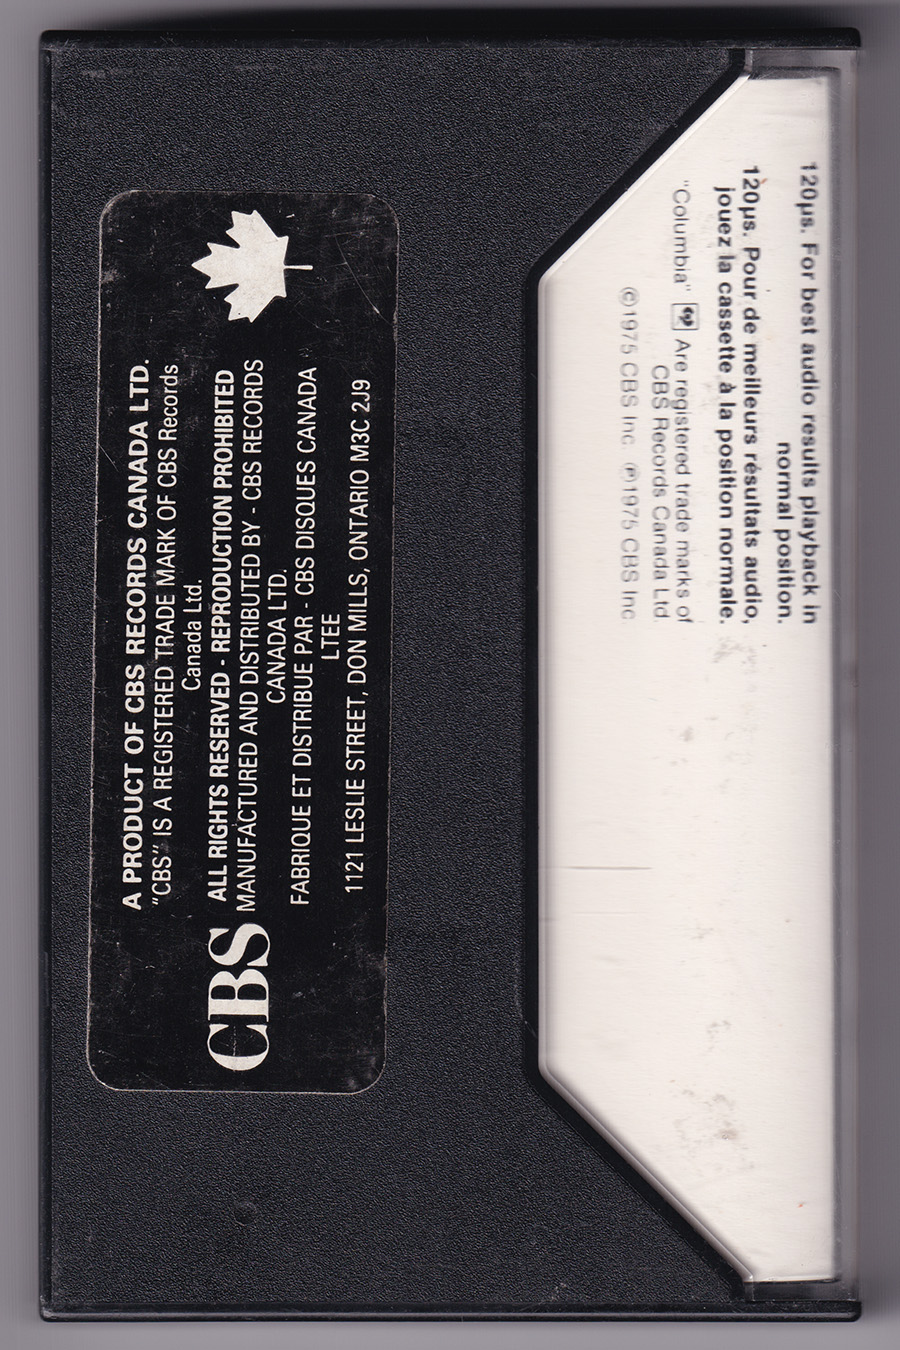 A PRODUCT OF CBS RECORDS CANADA LTD.
"CBS" IS A REGISTERED TRADE MARK OF CBS Records
Canada Ltd.
ALL RIGHTS RESERVED - REPRODUCTION PROHIBITED
MANUFACTURED AND DISTRIBUTED BY - CBS RECORDS
CANADA LTD.
FABRIQUE ET DISTRIBUE PAR - CBS DISQUES CANADA
LTEE
1121 LESLIE STREET, DON MILLS, ONTARIO M3C 2J9
CBS
120µs. For best audio results playback in
normal position.
120µs. Pour de meilleurs résultats audio,
jouez la cassette à la position normale.
"Columbia" Are registered trade marks of
CBS Records Canada Ltd
©1975 CBS Inc. ℗1975 CBS Inc